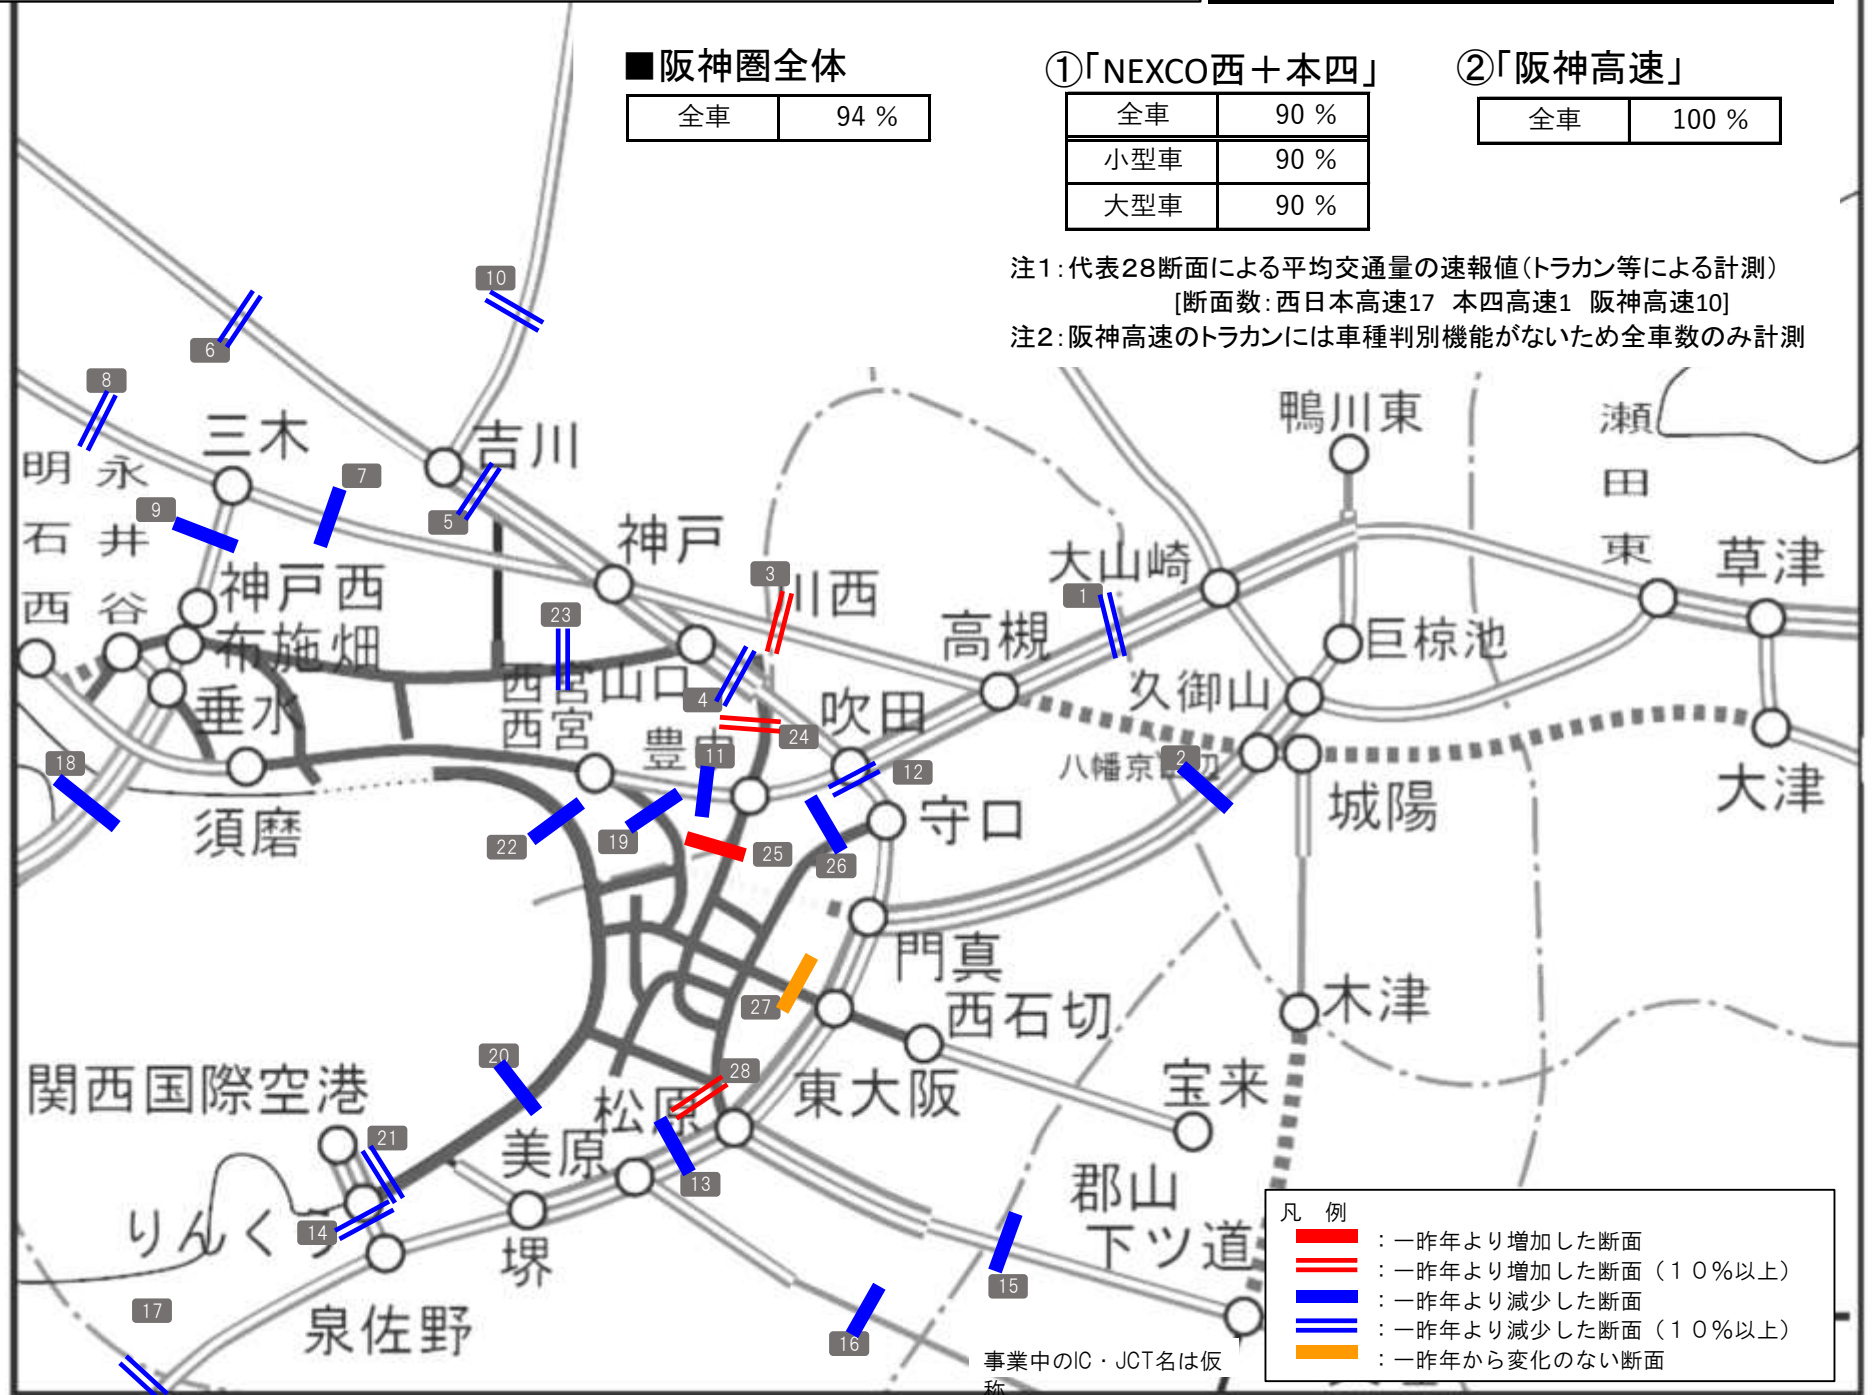 ■阪神圏全体
全車 94 %
①「NEXCO西＋本四」
全車 90 %
小型車 90 %
大型車 90 %
②「阪神高速」
全車 100 %
注1：代表28断面による平均交通量の速報値（トラカン等による計測）
[断面数：西日本高速17 本四高速1 阪神高速10]
注2：阪神高速のトラカンには車種判別機能がないため全車数のみ計測
10
6
8
三木
吉川
7
9
5
明石西
永井谷
神戸
神戸西
布施畑
23
3
川西
大山崎
1
鴨川東
瀬田東
草津
高槻
巨椋池
久御山
西宮山口
西宮
4
吹田
24
垂水
豊中
11
12
18
須磨
22
19
25
26
守口
八幡京田辺
2
城陽
大津
門真
27
西石切
木津
東大阪
宝来
20
28
松原
関西国際空港
21
美原
13
14
りんくう
堺
郡山下ツ道
15
16
17
泉佐野
事業中のIC・JCT名は仮
称
凡 例
：一昨年より増加した断面
：一昨年より増加した断面（１０％以上）
：一昨年より減少した断面
：一昨年より減少した断面（１０％以上）
：一昨年から変化のない断面